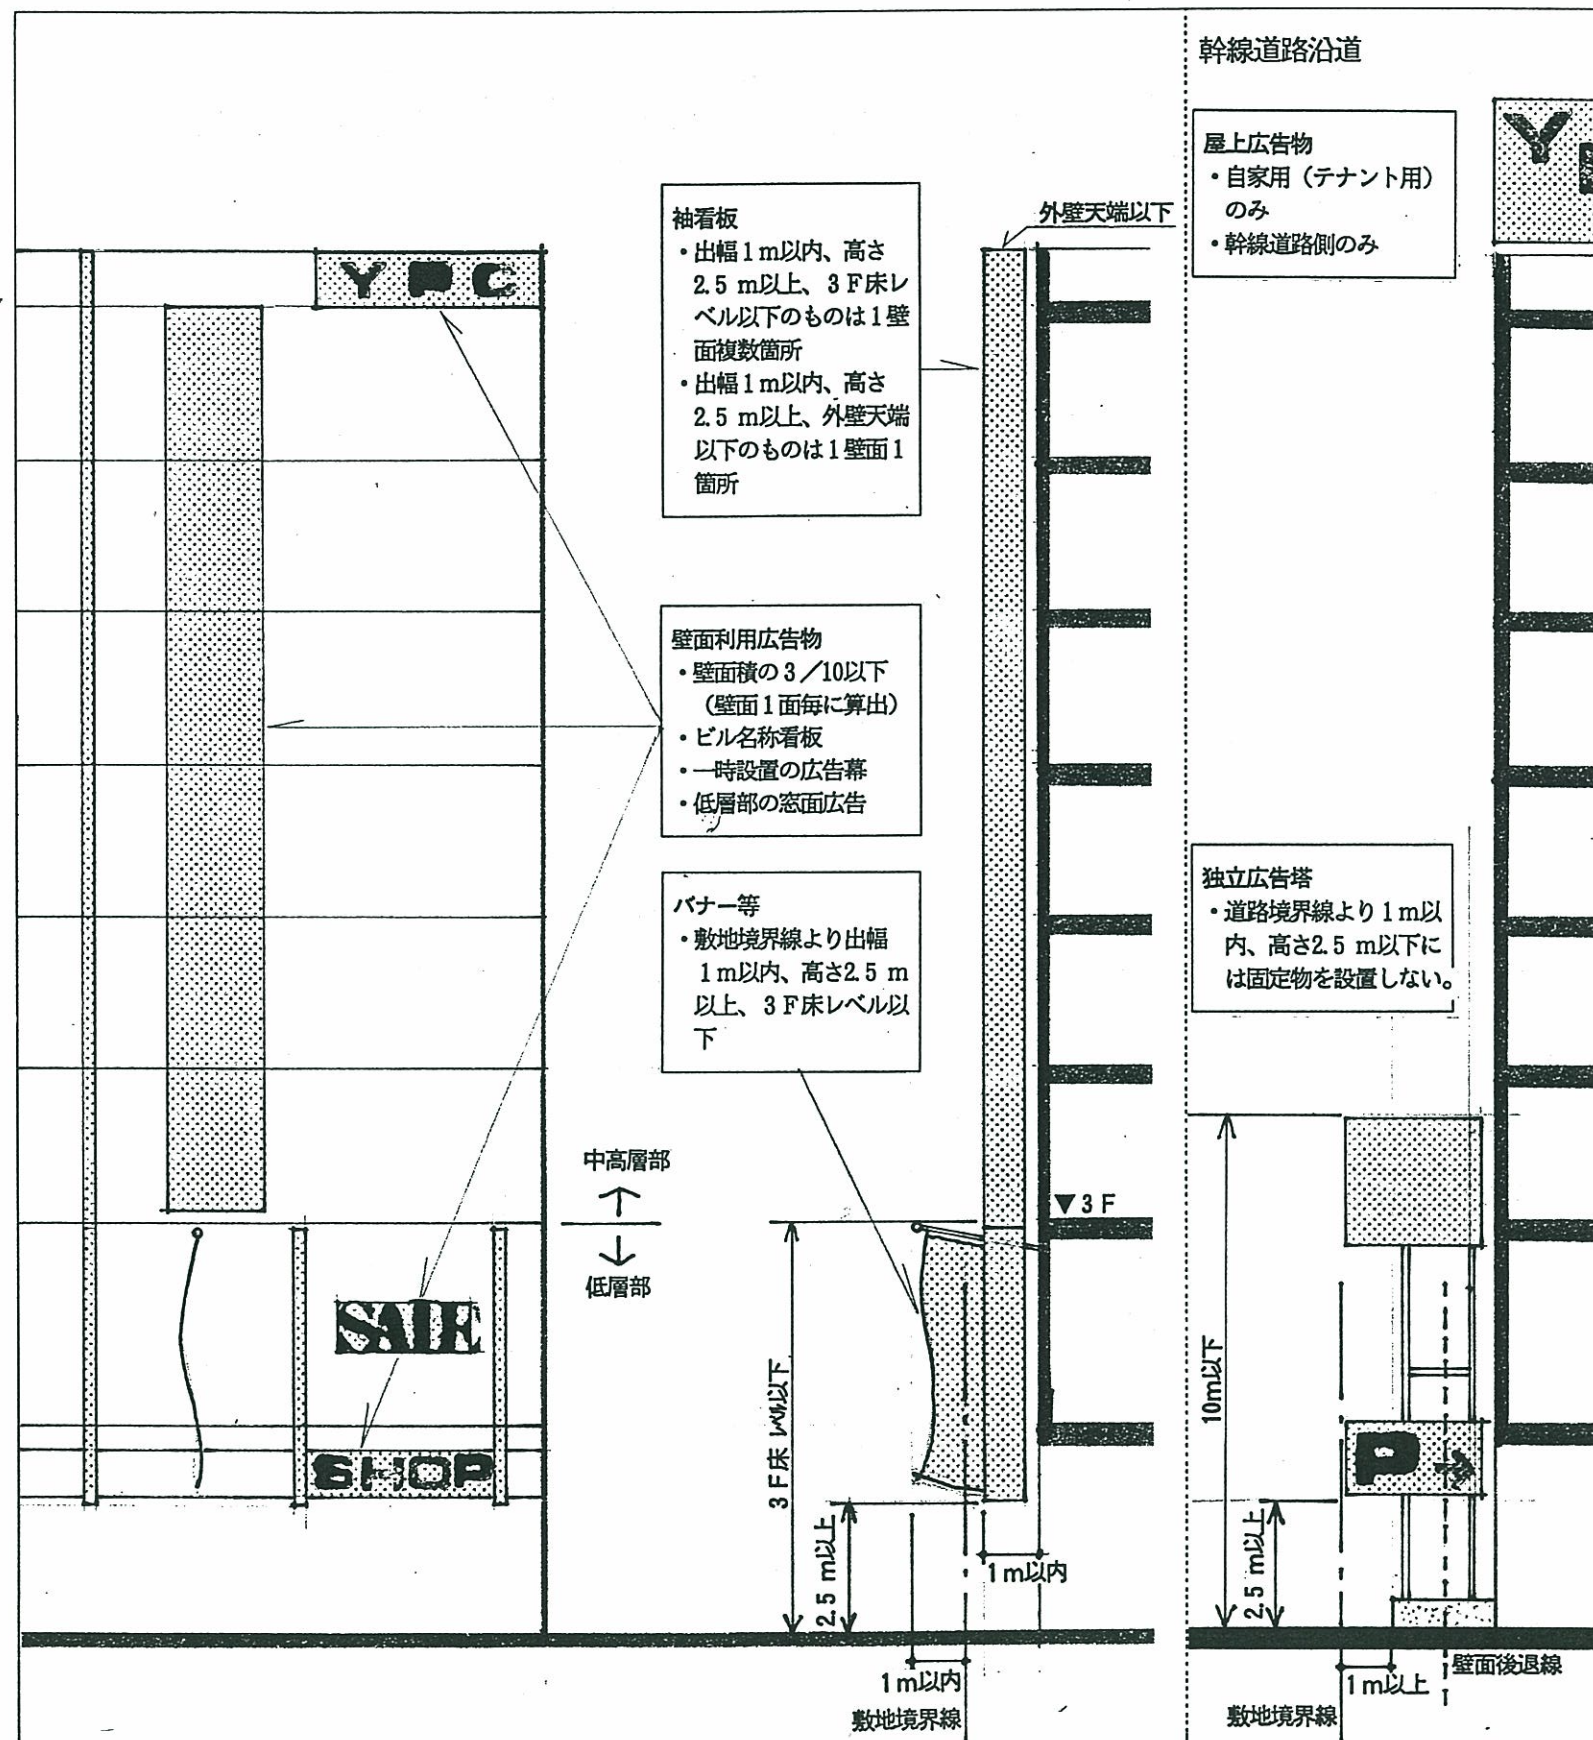 幹線道路沿道
屋上広告物
・自家用（テナント用）
のみ
・幹線道路側のみ
Y
袖看板
・出幅1m以内、高さ
2.5 m以上、3F床レ
ベル以下のものは1壁
面複数箇所
・出幅1m以内、高さ
2.5 m以上、外壁天端
以下のものは1壁面1
箇所
外壁天端以下
YPC
壁面利用広告物
・壁面積の3／10以下
（壁面1面毎に算出）
・ビル名称看板
・一時設置の広告幕
・低層部の窓面広告
バナー等
・敷地境界線より出幅
1m以内、高さ2.5 m
以上、3F床レベル以
下
独立広告塔
・道路境界線より1m以
内、高さ2.5 m以下に
は固定物を設置しない。
中高層部
低層部
▼3F
SALE
SHOP
3F床レベル以下
2.5 m以上
1m以内
1m以内
敷地境界線
10m以下
2.5 m以上
P
1m以上
壁面後退線
敷地境界線